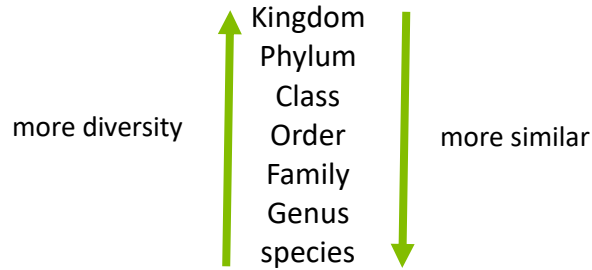 Kingdom
Phylum
Class
more diversity
Order
more similar
Family
Genus
species